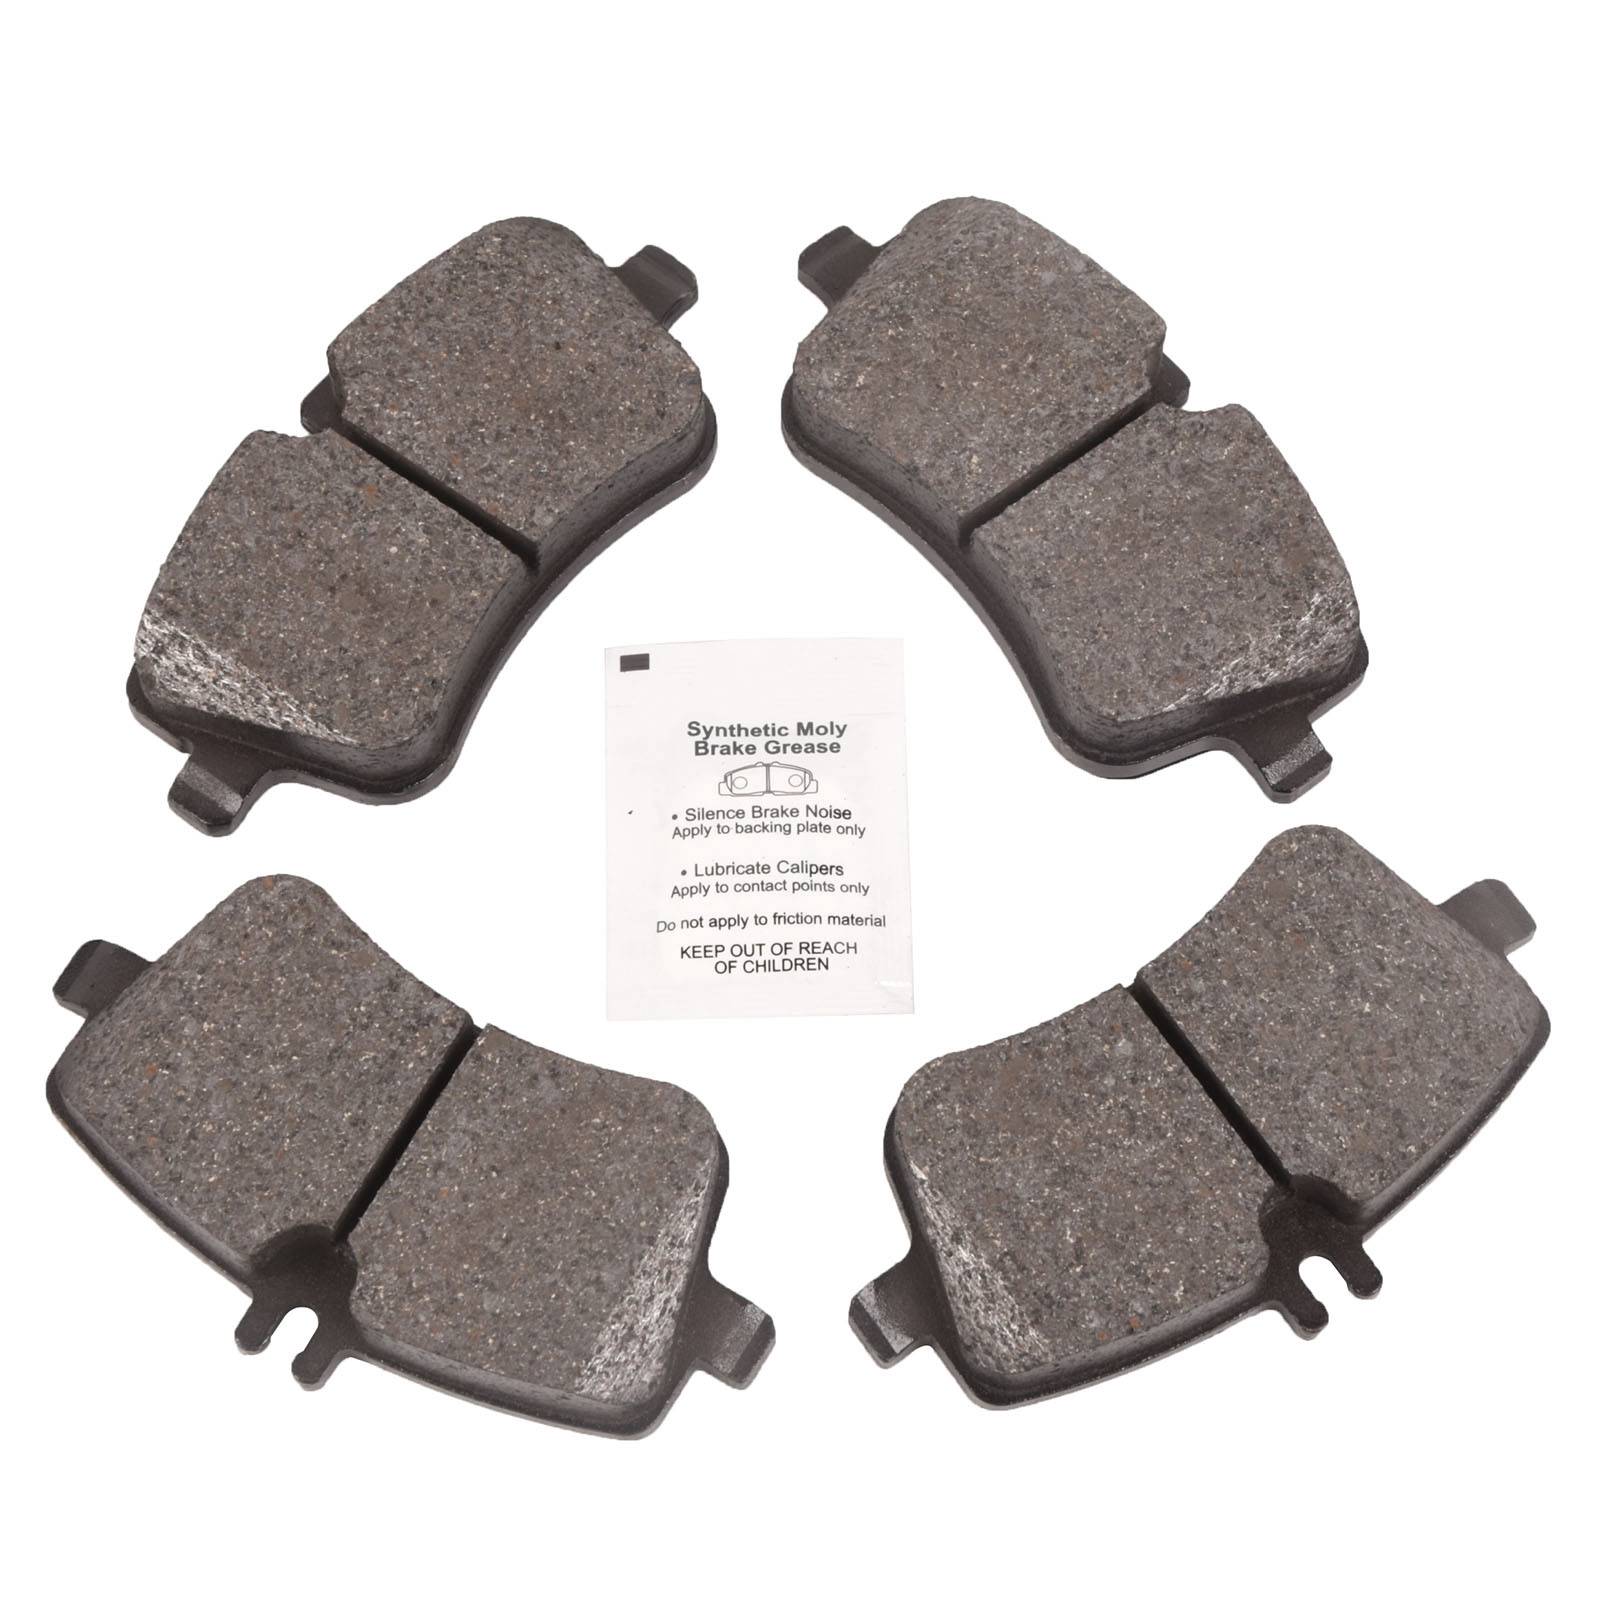 Synthetic Moly
Brake Grease
• Silence Brake Noise
Apply to backing plate only
• Lubricate Calipers
Apply to contact points only
Do not apply to friction material
KEEP OUT OF REACH
OF CHILDREN